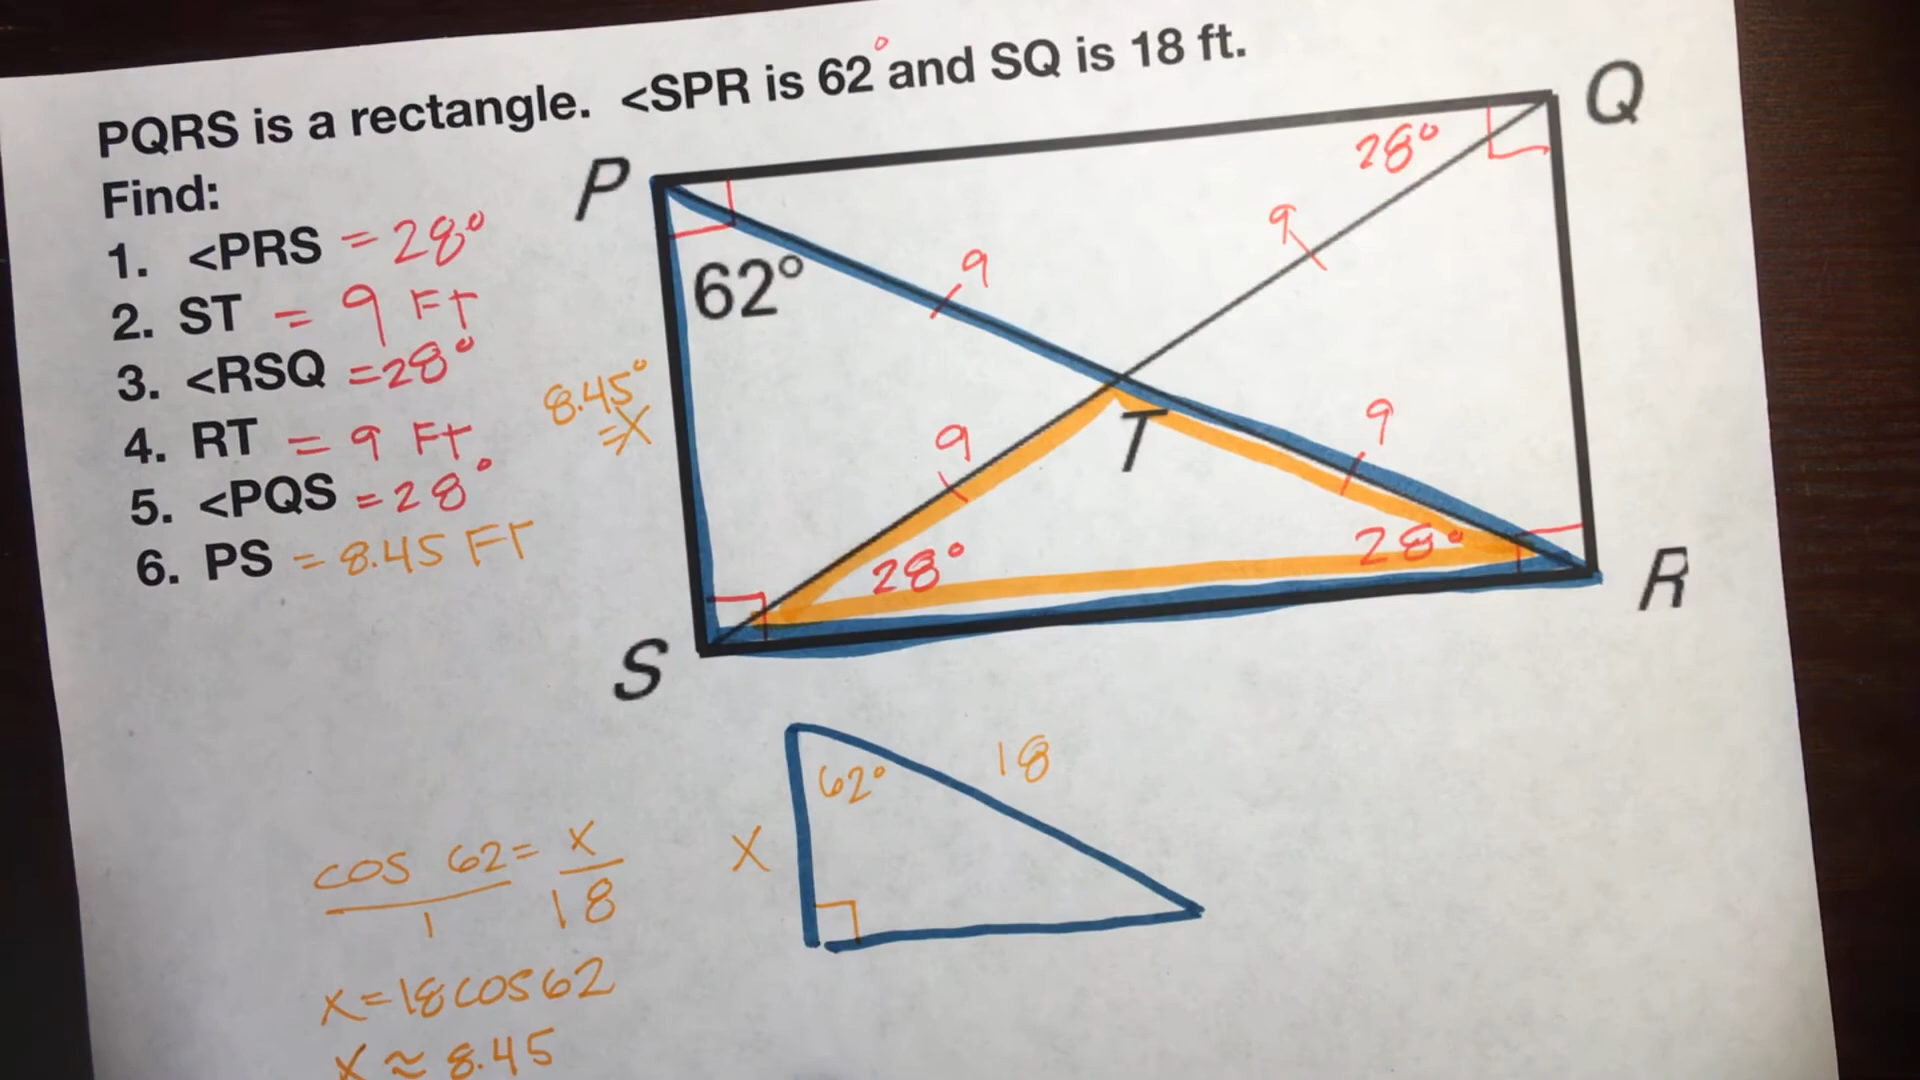 PQRS is a rectangle. <SPR is 62° and SQ is 18 ft.
Find:
1. <PRS = 28°
2. ST = 9 FT
3. <RSQ = 28°
4. RT = 9 FT
5. <PQS = 28°
6. PS = 8.45 FT
P
Q
28°
62°
9
9
8.45°
=X
9
T
9
28°
28°
S
R
62°
18
X
cos 62 = X
1 18
X = 18 COS 62
X ≈ 8.45